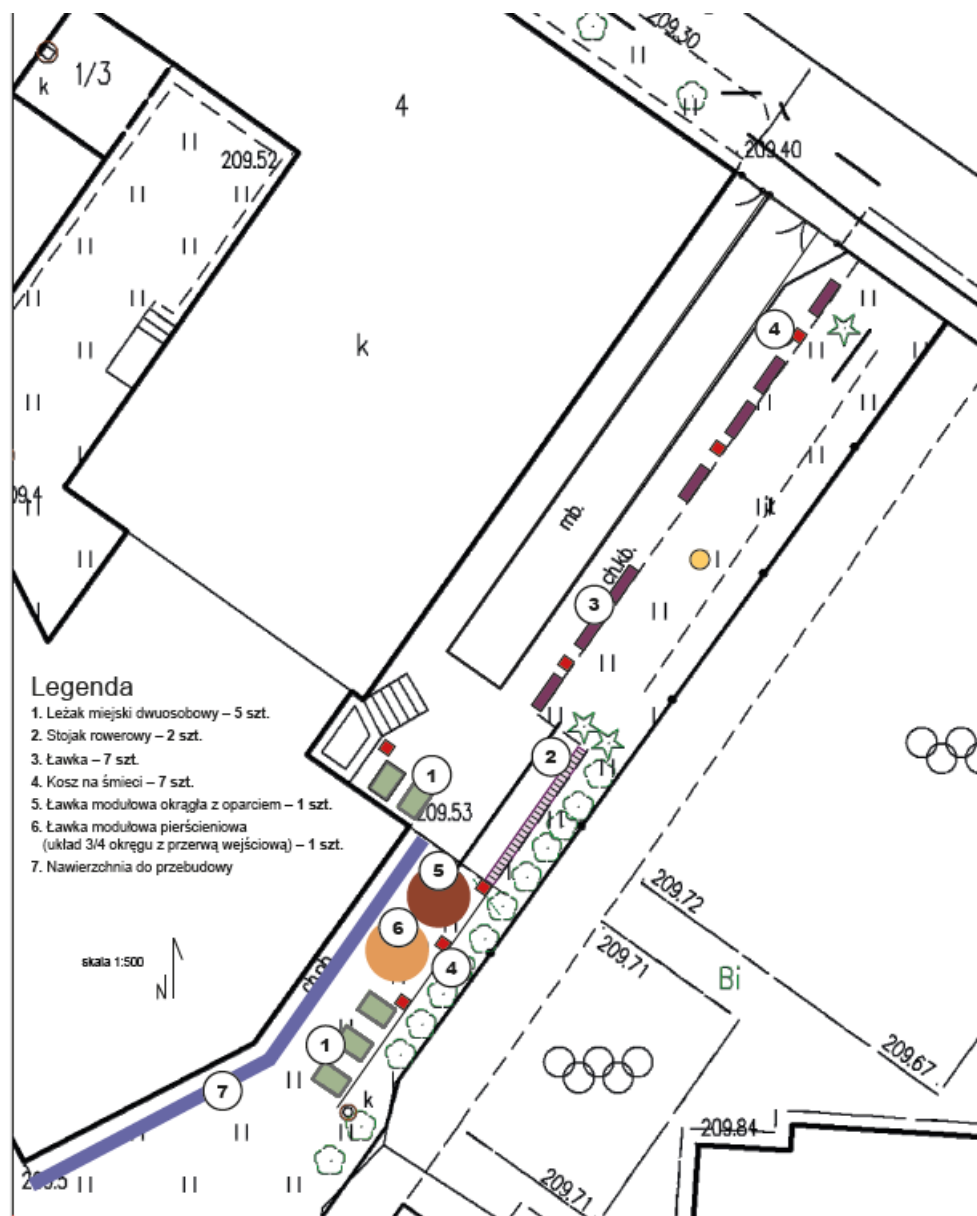 209.30
1/3
k
4
209.52
209.40
4
k
mb.
ch.kb.
3
Legenda
1. Leżak miejski dwuosobowy – 5 szt.
2. Stojak rowerowy – 2 szt.
3. Ławka – 7 szt.
4. Kosz na śmieci – 7 szt.
5. Ławka modułowa okrągła z oparciem – 1 szt.
6. Ławka modułowa pierścieniowa
(układ 3/4 okręgu z przerwą wejściową) – 1 szt.
7. Nawierzchnia do przebudowy
2
1
209.53
5
6
4
skala 1:500
N
209.72
209.71
Bi
1
7
k
209.67
209.84
209.71